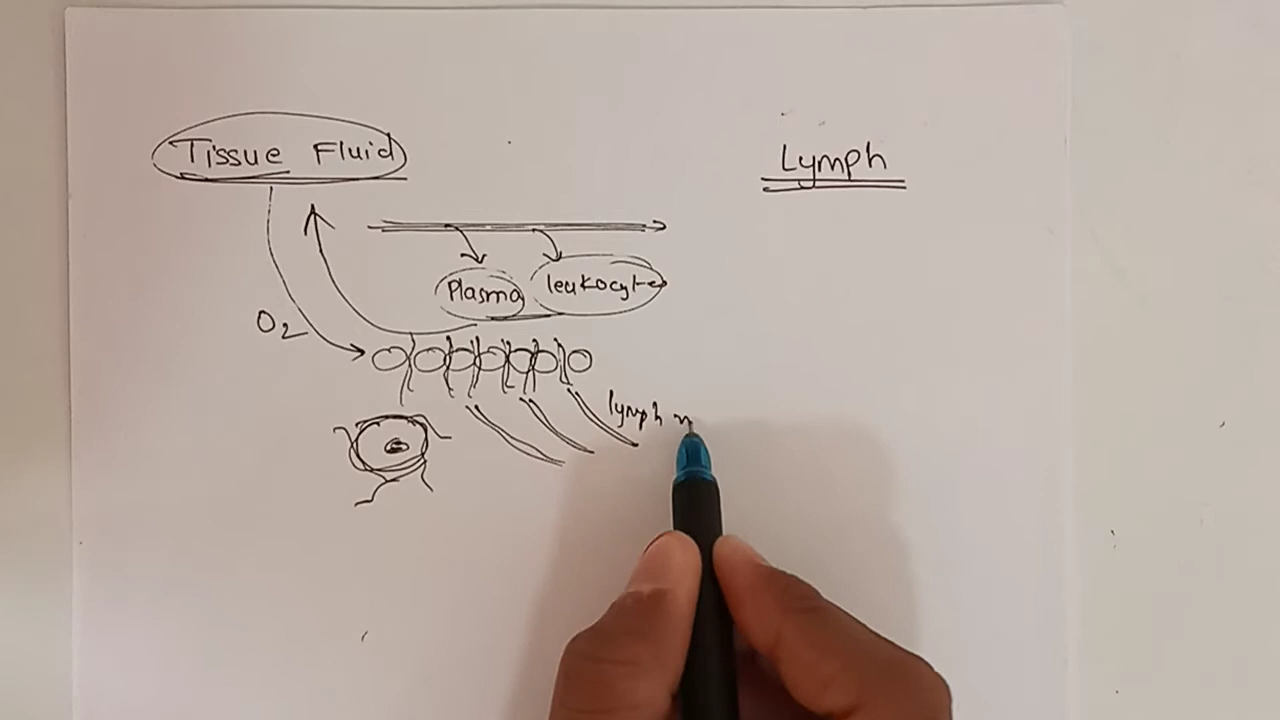 Tissue Fluid
Lymph
Plasma
leukocytes
O2
lymph